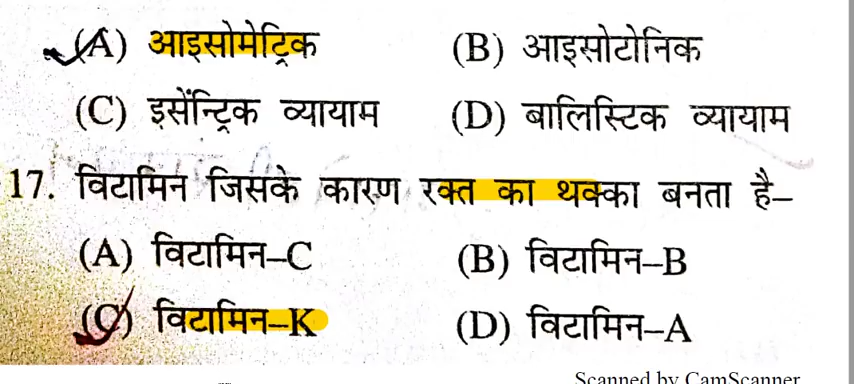 (A) आइसोमेट्रिक (B) आइसोटोनिक
(C) इसेंन्ट्रिक व्यायाम (D) बालिस्टिक व्यायाम
17. विटामिन जिसके कारण रक्त का थक्का बनता है–
(A) विटामिन–C (B) विटामिन–B
(C) विटामिन–K (D) विटामिन–A
Scanned by CamScanner